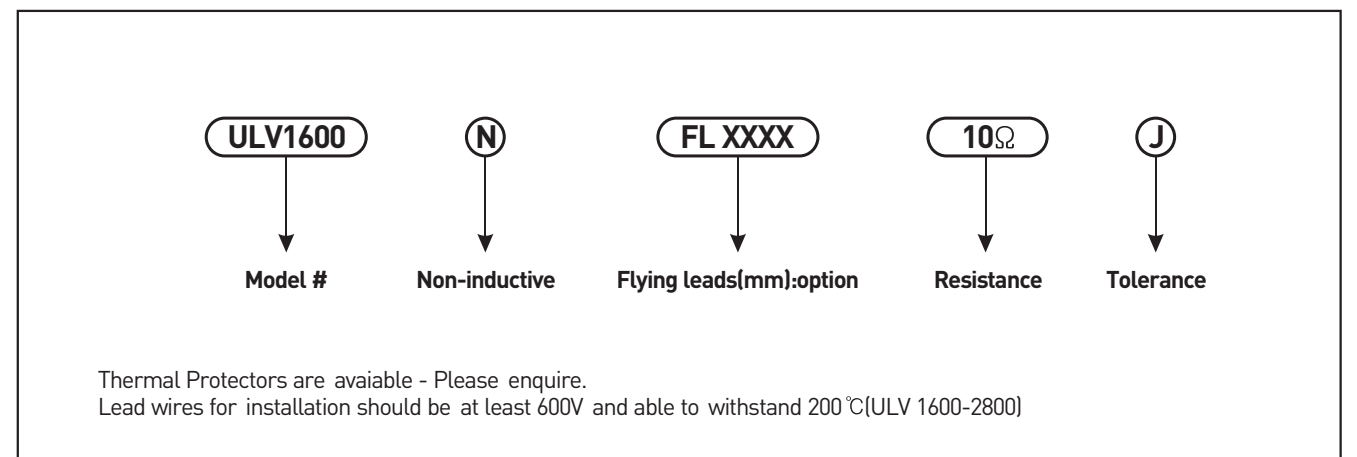 ULV1600 N FL XXXX 10Ω J
Model # Non-inductive Flying leads(mm):option Resistance Tolerance
Thermal Protectors are avaiable - Please enquire.
Lead wires for installation should be at least 600V and able to withstand 200℃(ULV 1600-2800)